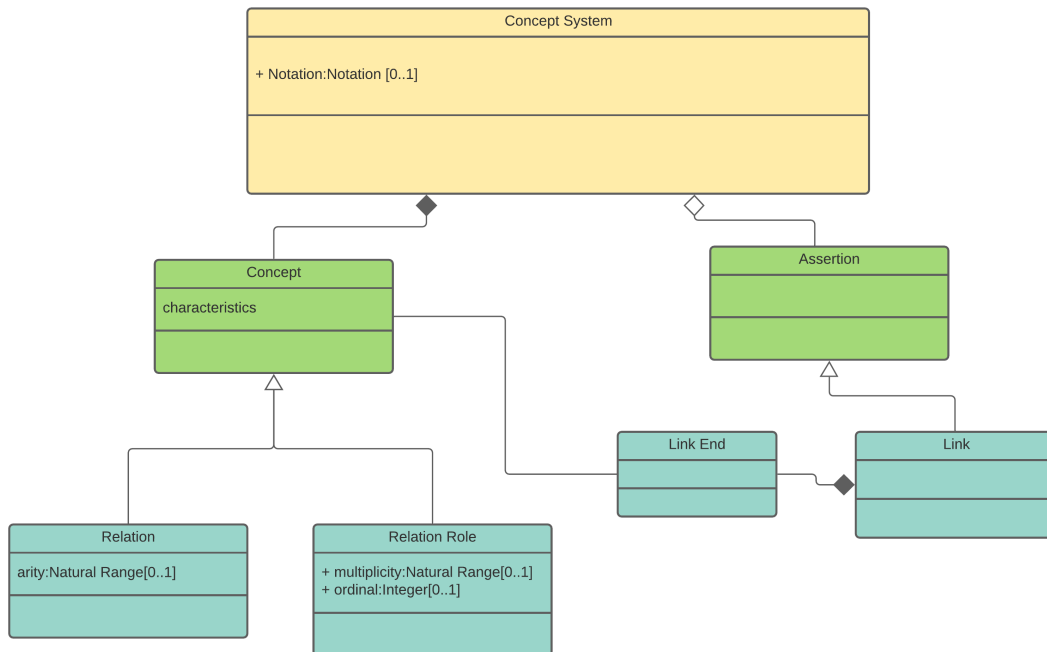 Concept System
+ Notation:Notation [0..1]
Concept
characteristics
Assertion
Link End
Link
Relation
arity:Natural Range[0..1]
Relation Role
+ multiplicity:Natural Range[0..1]
+ ordinal:Integer[0..1]